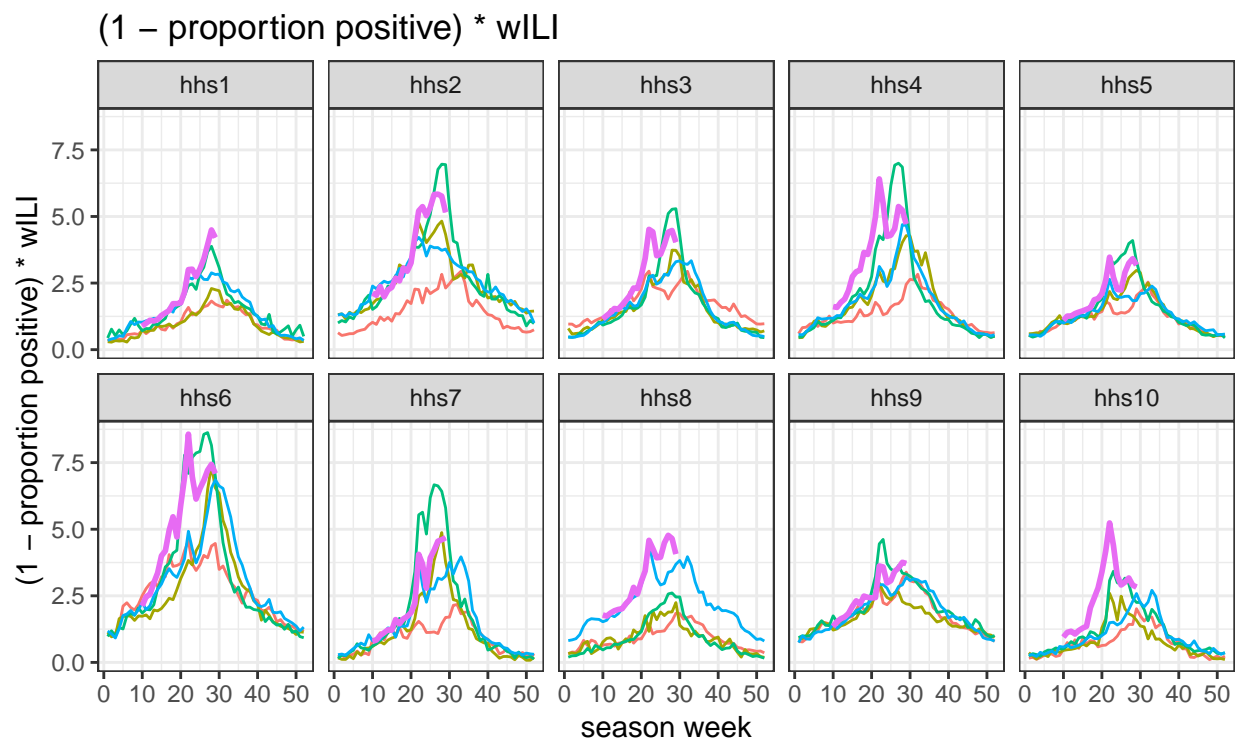 (1 − proportion positive) * wILI
hhs1 hhs2 hhs3 hhs4 hhs5
7.5
5.0
2.5
0.0
hhs6 hhs7 hhs8 hhs9 hhs10
7.5
5.0
2.5
0.0
0 10 20 30 40 50 0 10 20 30 40 50 0 10 20 30 40 50 0 10 20 30 40 50 0 10 20 30 40 50
season week
(1 − proportion positive) * wILI